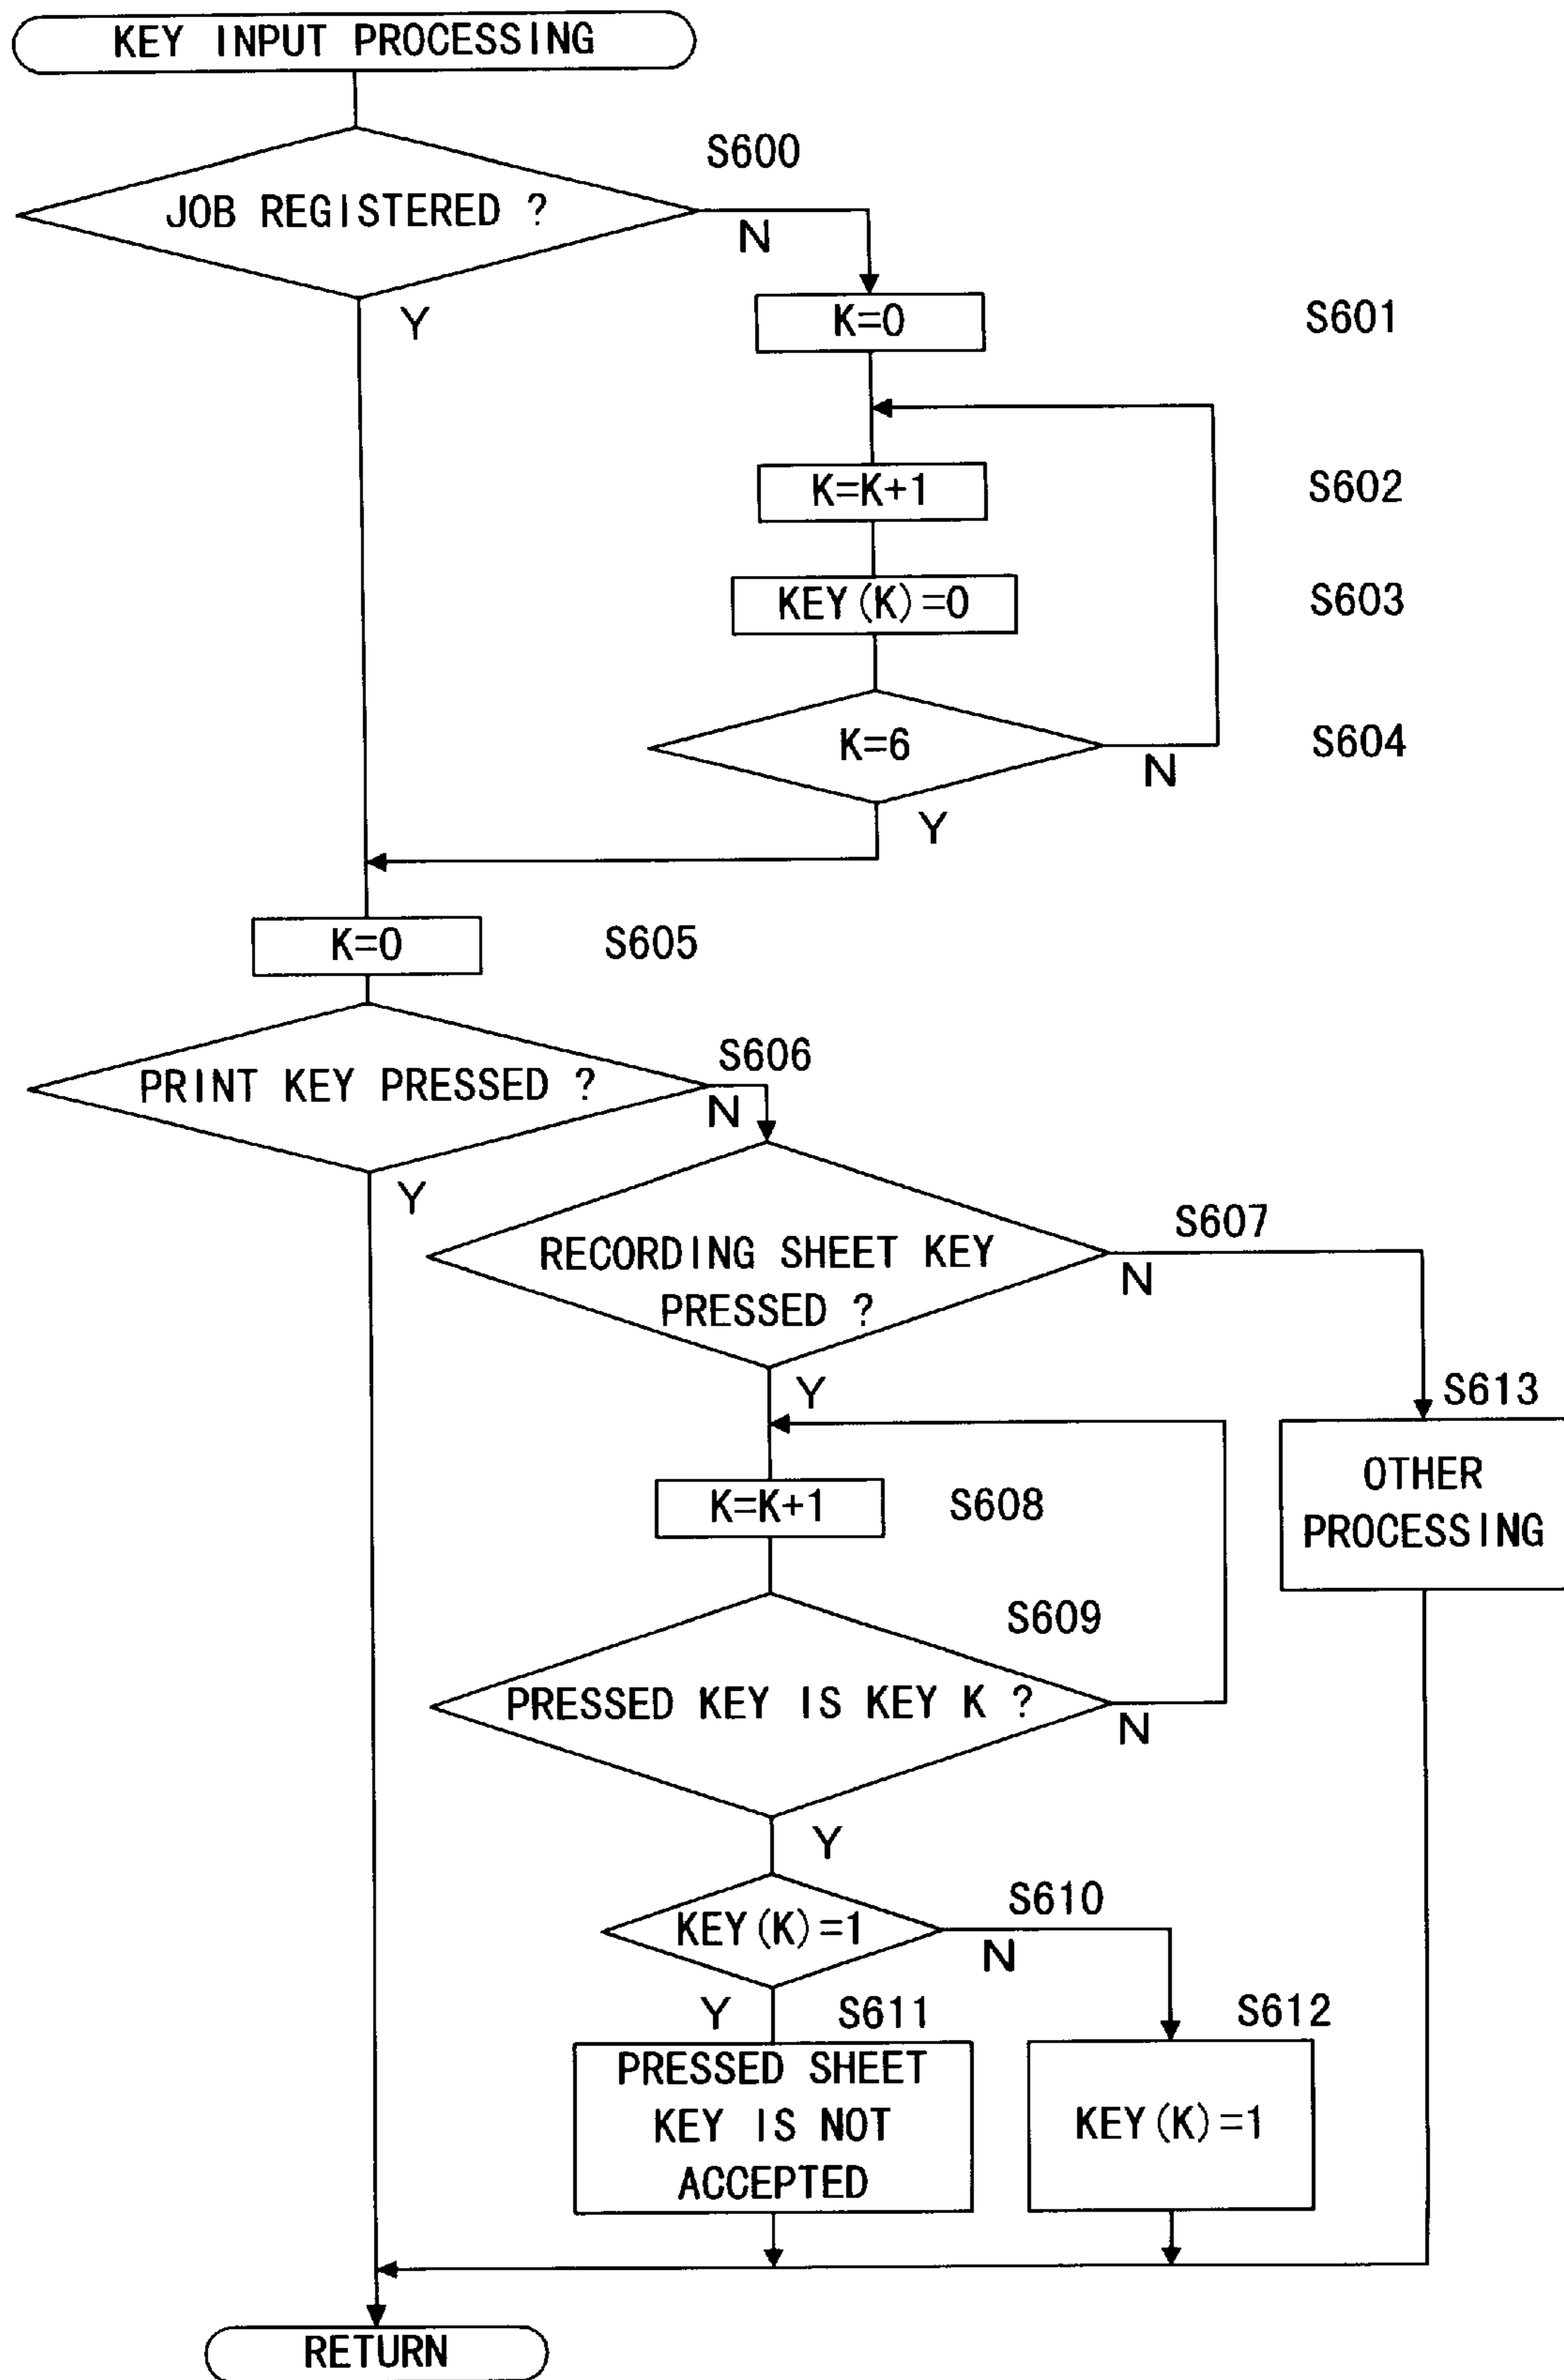 KEY INPUT PROCESSING
S600
JOB REGISTERED ?
N
Y
K=0
S601
K=K+1
S602
KEY(K)=0
S603
K=6
S604
N
Y
K=0
S605
S606
PRINT KEY PRESSED ?
N
Y
S607
RECORDING SHEET KEY
PRESSED ?
N
Y
S613
OTHER
PROCESSING
K=K+1
S608
S609
PRESSED KEY IS KEY K ?
N
Y
S610
KEY(K)=1
N
Y
S611
S612
PRESSED SHEET
KEY IS NOT
ACCEPTED
KEY(K)=1
RETURN